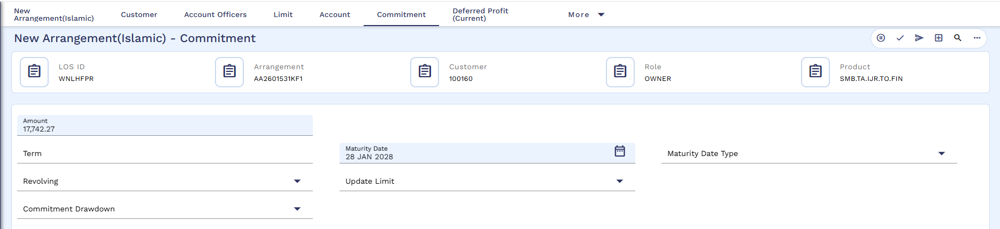 New
Arrangement(Islamic)
Customer
Account Officers
Limit
Account
Commitment
Deferred Profit
(Current)
More
New Arrangement(Islamic) - Commitment
LOS ID
WNLHFPR
Arrangement
AA2601531KF1
Customer
100160
Role
OWNER
Product
SMB.TA.IJR.TO.FIN
Amount
17,742.27
Term
Maturity Date
28 JAN 2028
Maturity Date Type
Revolving
Update Limit
Commitment Drawdown